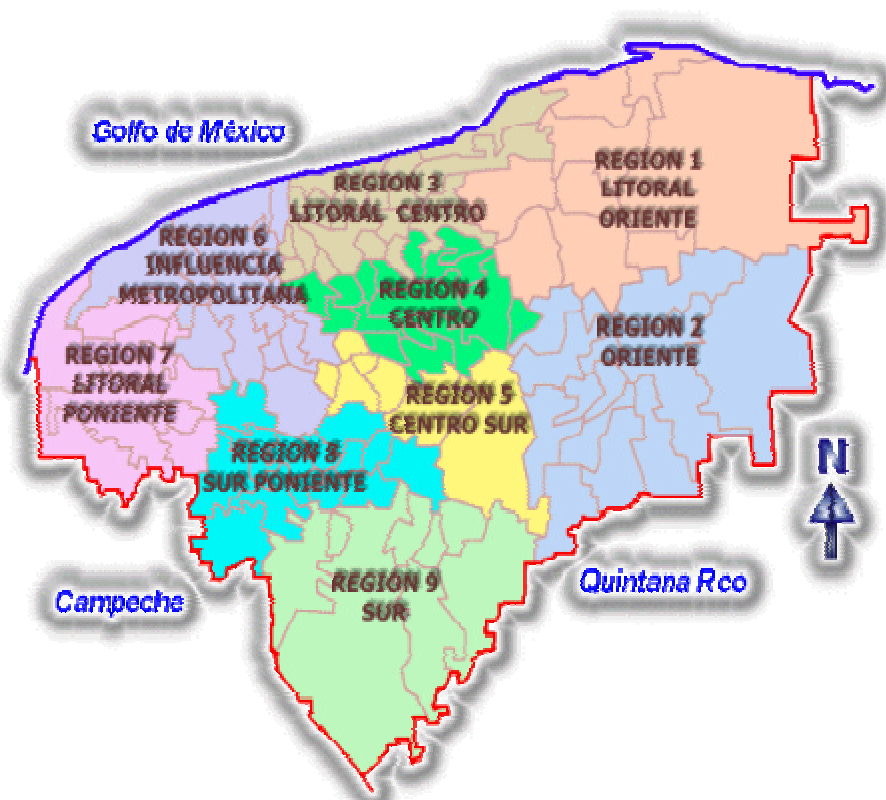 Golfo de México
REGION 1
LITORAL
ORIENTE
REGION 3
LITORAL CENTRO
REGION 6
INFLUENCIA
METROPOLITANA
REGION 4
CENTRO
REGION 2
ORIENTE
REGION 7
LITORAL
PONIENTE
REGION 5
CENTRO SUR
REGION 8
SUR PONIENTE
N
REGION 9
SUR
Quintana Roo
Campeche